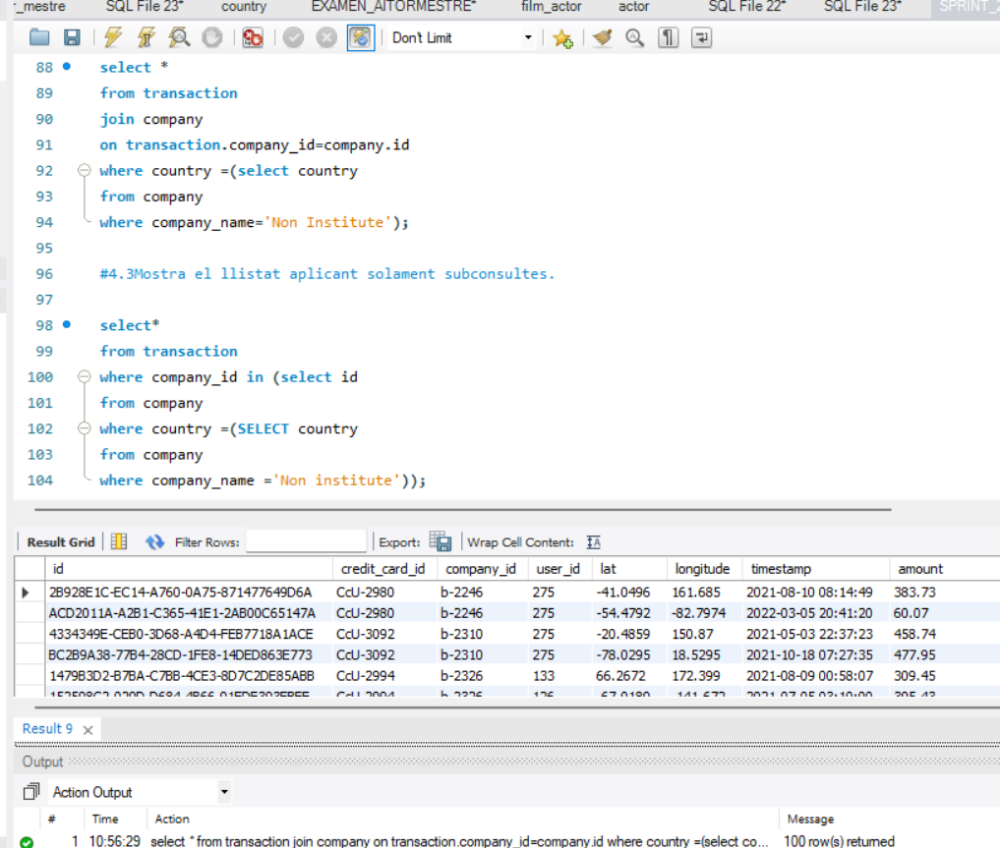 _mestre SQL File 23* country EXAMEN_AITORMESTRE* film_actor actor SQL File 22* SQL File 23* SPRINT_2
Don't Limit
88 select *
89 from transaction
90 join company
91 on transaction.company_id=company.id
92 where country =(select country
93 from company
94 where company_name='Non Institute');
95
96 #4.3Mostra el llistat aplicant solament subconsultes.
97
98 select*
99 from transaction
100 where company_id in (select id
101 from company
102 where country =(SELECT country
103 from company
104 where company_name ='Non institute'));
Result Grid Filter Rows: Export: Wrap Cell Content:
id credit_card_id company_id user_id lat longitude timestamp amount
2B928E1C-EC14-A760-0A75-871477649D6A CcU-2980 b-2246 275 -41.0496 161.685 2021-08-10 08:14:49 383.73
ACD2011A-A2B1-C365-41E1-2AB00C65147A CcU-2980 b-2246 275 -54.4792 -82.7974 2022-03-05 20:41:20 60.07
4334349E-CEB0-3D68-A4D4-FEB7718A1ACE CcU-3092 b-2310 275 -20.4859 150.87 2021-05-03 22:37:23 458.74
BC2B9A38-77B4-28CD-1FE8-14DED863E773 CcU-3092 b-2310 275 -78.0295 18.5295 2021-10-18 07:27:35 477.95
1479B3D2-B7BA-C7BB-4CE3-8D7C2DE85ABB CcU-2994 b-2326 133 66.2672 172.399 2021-08-09 00:58:07 309.45
Result 9
Output
Action Output
# Time Action Message
1 10:56:29 select * from transaction join company on transaction.company_id=company.id where country =(select co... 100 row(s) returned